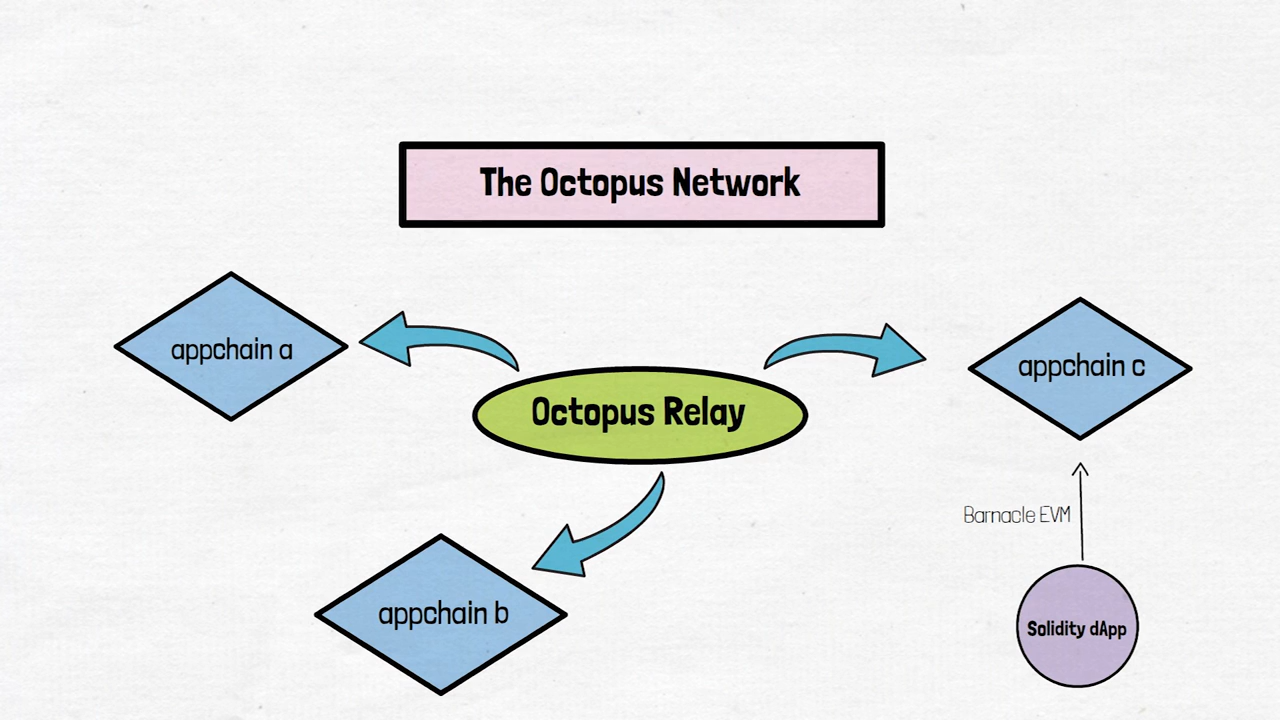 The Octopus Network
appchain a
appchain c
Octopus Relay
Barnacle EVM
appchain b
Solidity dApp